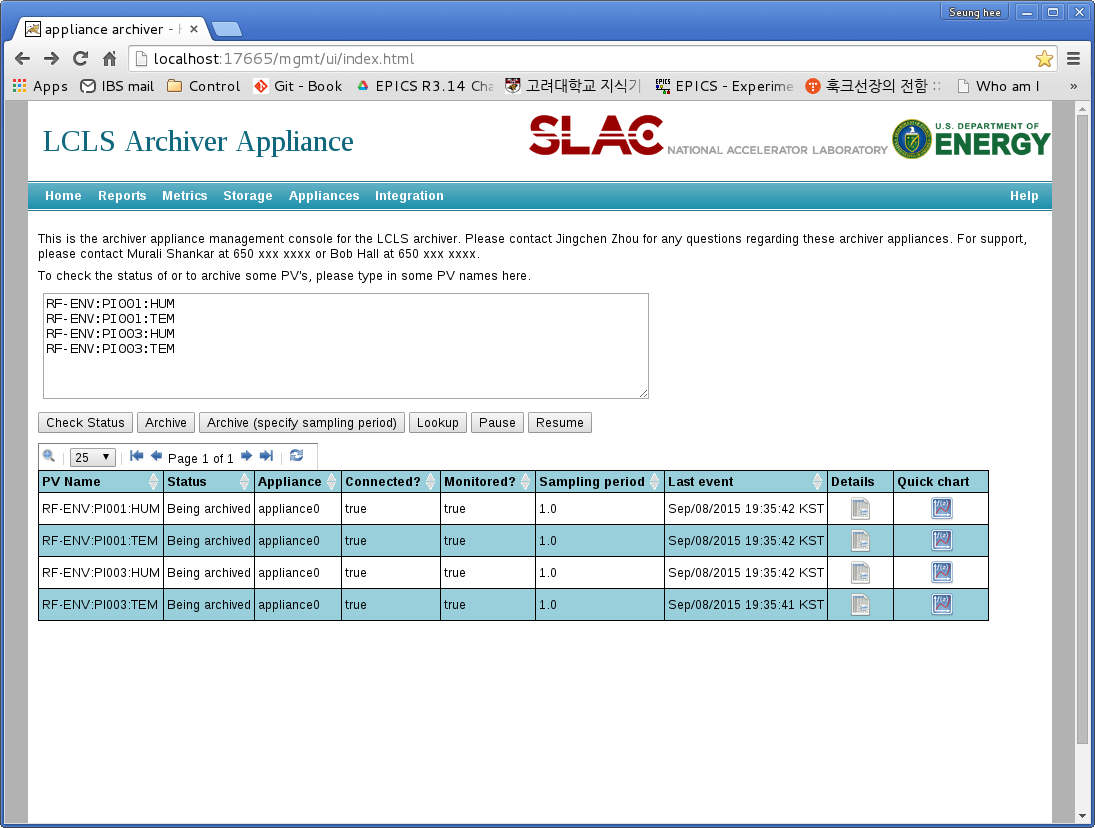 Seung hee
appliance archiver - H
localhost:17665/mgmt/ui/index.html
Apps IBS mail Control Git - Book EPICS R3.14 Cha 고려대학교 지식기 EPICS - Experime 혹크선장의 전함 :: Who am I »
LCLS Archiver Appliance
SLAC NATIONAL ACCELERATOR LABORATORY
U.S. DEPARTMENT OF
ENERGY
Home Reports Metrics Storage Appliances Integration Help
This is the archiver appliance management console for the LCLS archiver. Please contact Jingchen Zhou for any questions regarding these archiver appliances. For support,
please contact Murali Shankar at 650 xxx xxxx or Bob Hall at 650 xxx xxxx.
To check the status of or to archive some PV's, please type in some PV names here.
RF-ENV:PI001:HUM
RF-ENV:PI001:TEM
RF-ENV:PI003:HUM
RF-ENV:PI003:TEM
Check Status Archive Archive (specify sampling period) Lookup Pause Resume
25 Page 1 of 1
PV Name Status Appliance Connected? Monitored? Sampling period Last event Details Quick chart
RF-ENV:PI001:HUM Being archived appliance0 true true 1.0 Sep/08/2015 19:35:42 KST
RF-ENV:PI001:TEM Being archived appliance0 true true 1.0 Sep/08/2015 19:35:42 KST
RF-ENV:PI003:HUM Being archived appliance0 true true 1.0 Sep/08/2015 19:35:42 KST
RF-ENV:PI003:TEM Being archived appliance0 true true 1.0 Sep/08/2015 19:35:41 KST